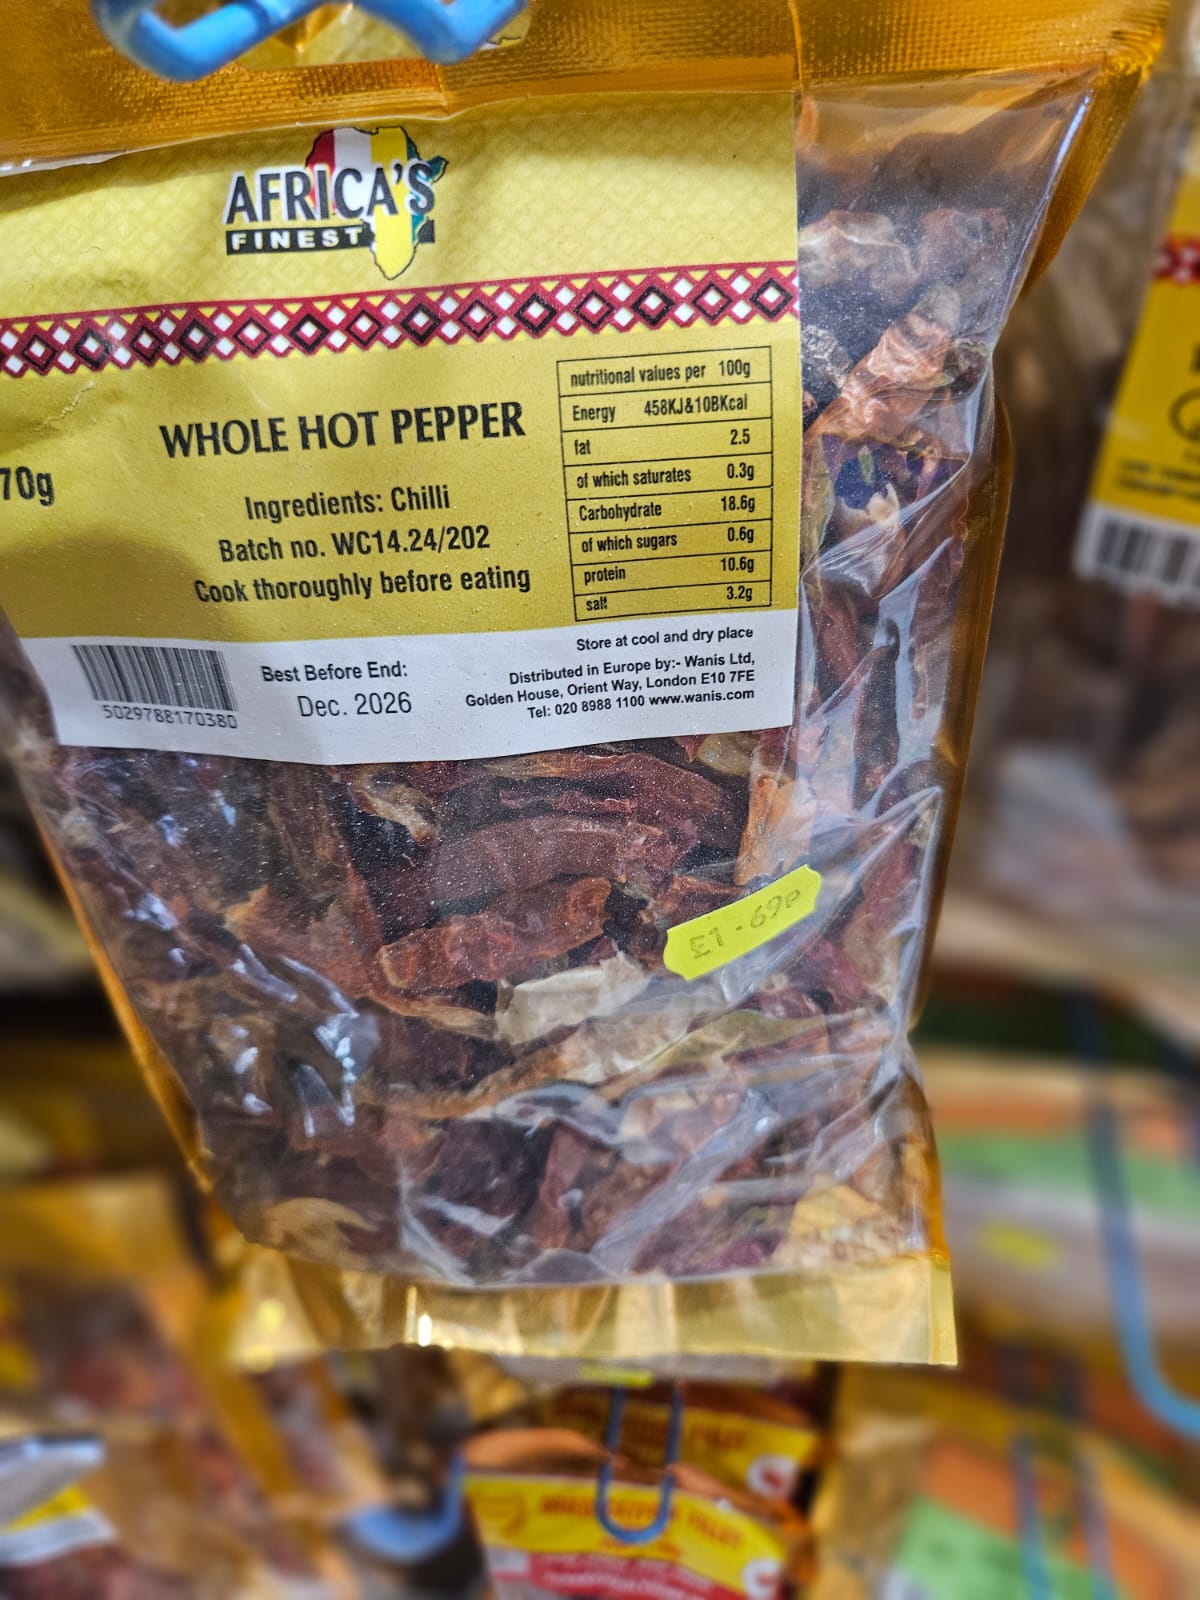 AFRICA'S
FINEST
WHOLE HOT PEPPER
70g
Ingredients: Chilli
Batch no. WC14.24/202
Cook thoroughly before eating
nutritional values per 100g
Energy 458KJ&10BKcal
fat 2.5
of which saturates 0.3g
Carbohydrate 18.6g
of which sugars 0.6g
protein 10.6g
salt 3.2g
5029788170380
Best Before End:
Dec. 2026
Store at cool and dry place
Distributed in Europe by:- Wanis Ltd,
Golden House, Orient Way, London E10 7FE
Tel: 020 8988 1100 www.wanis.com
£1-69P